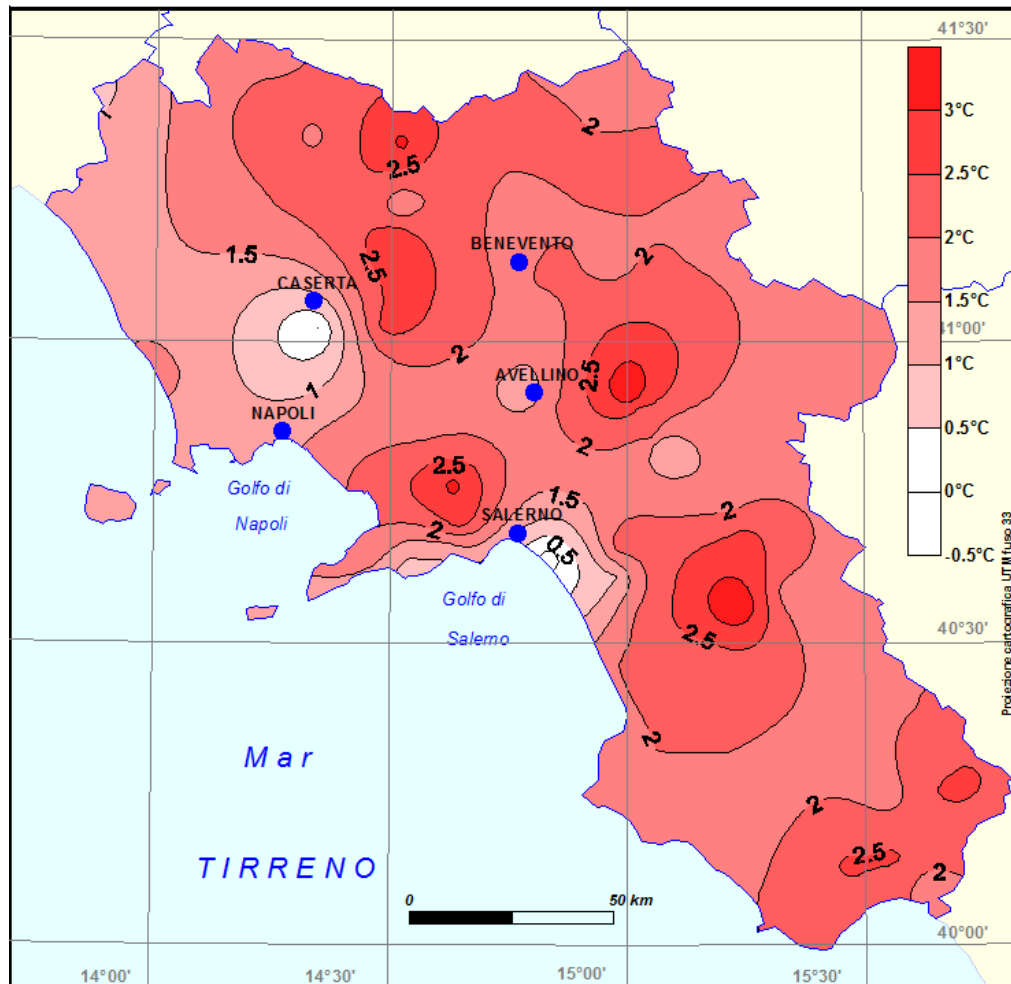 41°30'
3°C
2.5°C
2°C
1.5°C
41°00'
1°C
0.5°C
0°C
-0.5°C
1
2
2.5
BENEVENTO
2.5
1.5
2
CASERTA
2
AVELLINO
2.5
1
NAPOLI
2
2.5
Golfo di
Napoli
1.5
SALERNO
2
2
0.5
Golfo di
Salerno
2.5
40°30'
Proiezione cartografica UTM fuso 33
2
Mar
TIRRENO
2
2.5
2
0 50 km
40°00'
14°00' 14°30' 15°00' 15°30'